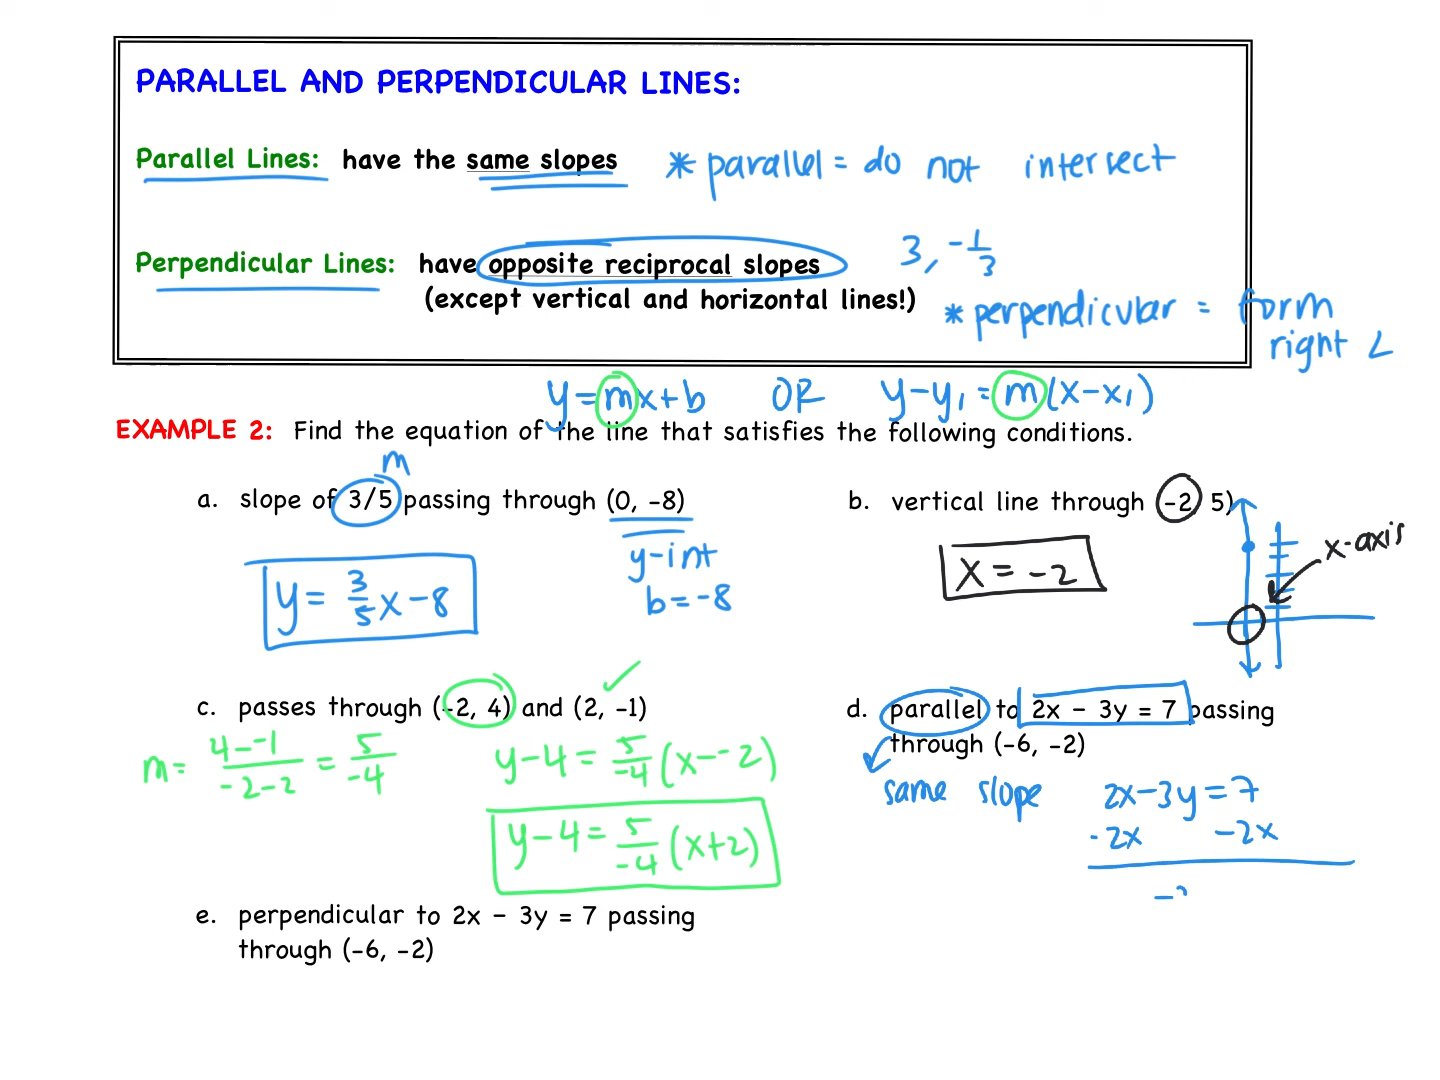 PARALLEL AND PERPENDICULAR LINES:
Parallel Lines: have the same slopes * parallel = do not intersect
Perpendicular Lines: have opposite reciprocal slopes 3, -1/3
(except vertical and horizontal lines!) * perpendicular = form
right ∠
y = mx + b OR y - y₁ = m(x - x₁)
EXAMPLE 2: Find the equation of the line that satisfies the following conditions.
m
a. slope of 3/5 passing through (0, -8)
y-int
b = -8
y = 3/5 x - 8
b. vertical line through (-2, 5)
x = -2
x-axis
c. passes through (-2, 4) and (2, -1) ✓
m = (4 - -1)/(-2 - 2) = 5/-4
y - 4 = 5/-4 (x - -2)
y - 4 = 5/-4 (x + 2)
d. parallel to 2x - 3y = 7 passing
through (-6, -2)
same slope
2x - 3y = 7
-2x -2x
-
e. perpendicular to 2x - 3y = 7 passing
through (-6, -2)